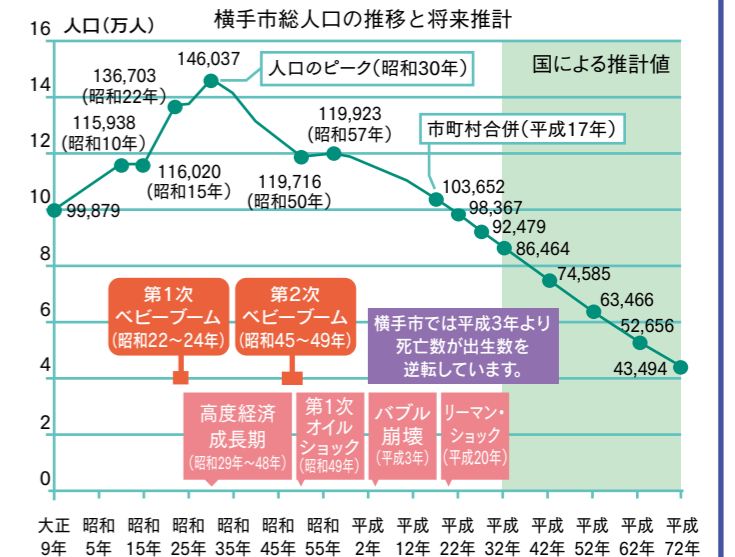 横手市総人口の推移と将来推計
人口(万人)
16
14
12
10
8
6
4
2
0
国による推計値
146,037
人口のピーク(昭和30年)
136,703
(昭和22年)
115,938
(昭和10年)
116,020
(昭和15年)
119,923
(昭和57年)
119,716
(昭和50年)
市町村合併(平成17年)
99,879
103,652
98,367
92,479
86,464
74,585
63,466
52,656
43,494
第1次
ベビーブーム
(昭和22〜24年)
第2次
ベビーブーム
(昭和45〜49年)
横手市では平成3年より
死亡数が出生数を
逆転しています。
高度経済
成長期
(昭和29年〜48年)
第1次
オイル
ショック
(昭和49年)
バブル
崩壊
(平成3年)
リーマン・
ショック
(平成20年)
大正 昭和 昭和 昭和 昭和 昭和 昭和 平成 平成 平成 平成 平成 平成 平成 平成
9年 5年 15年 25年 35年 45年 55年 2年 12年 22年 32年 42年 52年 62年 72年